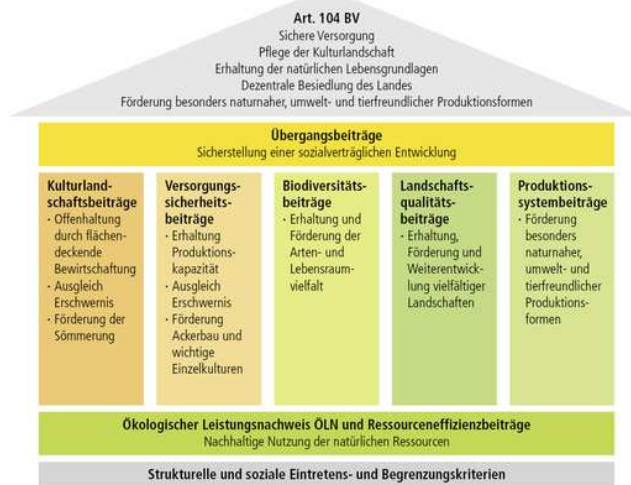 Art. 104 BV
Sichere Versorgung
Pflege der Kulturlandschaft
Erhaltung der natürlichen Lebensgrundlagen
Dezentrale Besiedlung des Landes
Förderung besonders naturnaher, umwelt- und tierfreundlicher Produktionsformen
Übergangsbeiträge
Sicherstellung einer sozialverträglichen Entwicklung
Kulturland-
schaftsbeiträge
· Offenhaltung
durch flächen-
deckende
Bewirtschaftung
· Ausgleich
Erschwernis
· Förderung der
Sömmerung
Versorgungs-
sicherheits-
beiträge
· Erhaltung
Produktions-
kapazität
· Ausgleich
Erschwernis
· Förderung
Ackerbau und
wichtige
Einzelkulturen
Biodiversitäts-
beiträge
· Erhaltung und
Förderung der
Arten- und
Lebensraum-
vielfalt
Landschafts-
qualitäts-
beiträge
· Erhaltung,
Förderung und
Weiterentwick-
lung vielfältiger
Landschaften
Produktions-
systembeiträge
· Förderung
besonders
naturnaher,
umwelt- und
tierfreundlicher
Produktions-
formen
Ökologischer Leistungsnachweis ÖLN und Ressourceneffizienzbeiträge
Nachhaltige Nutzung der natürlichen Ressourcen
Strukturelle und soziale Eintretens- und Begrenzungskriterien